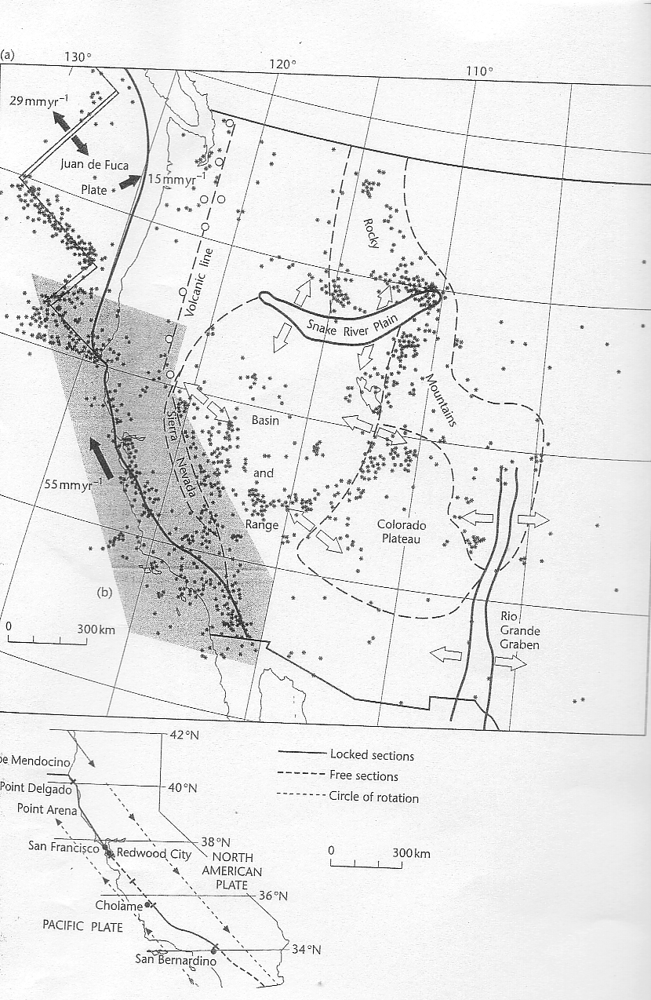 (a)
130°
120°
110°
29 mm yr⁻¹
Juan de Fuca
Plate
15 mm yr⁻¹
Volcanic line
Rocky
Mountains
Snake River Plain
Sierra
Nevada
Basin
and
Range
55 mm yr⁻¹
Colorado
Plateau
(b)
0
300 km
Rio
Grande
Graben
42°N
pe Mendocino
Point Delgado
40°N
Point Arena
38°N
San Francisco
Redwood City
NORTH
AMERICAN
PLATE
36°N
Cholame
PACIFIC PLATE
34°N
San Bernardino
Locked sections
Free sections
Circle of rotation
0
300 km